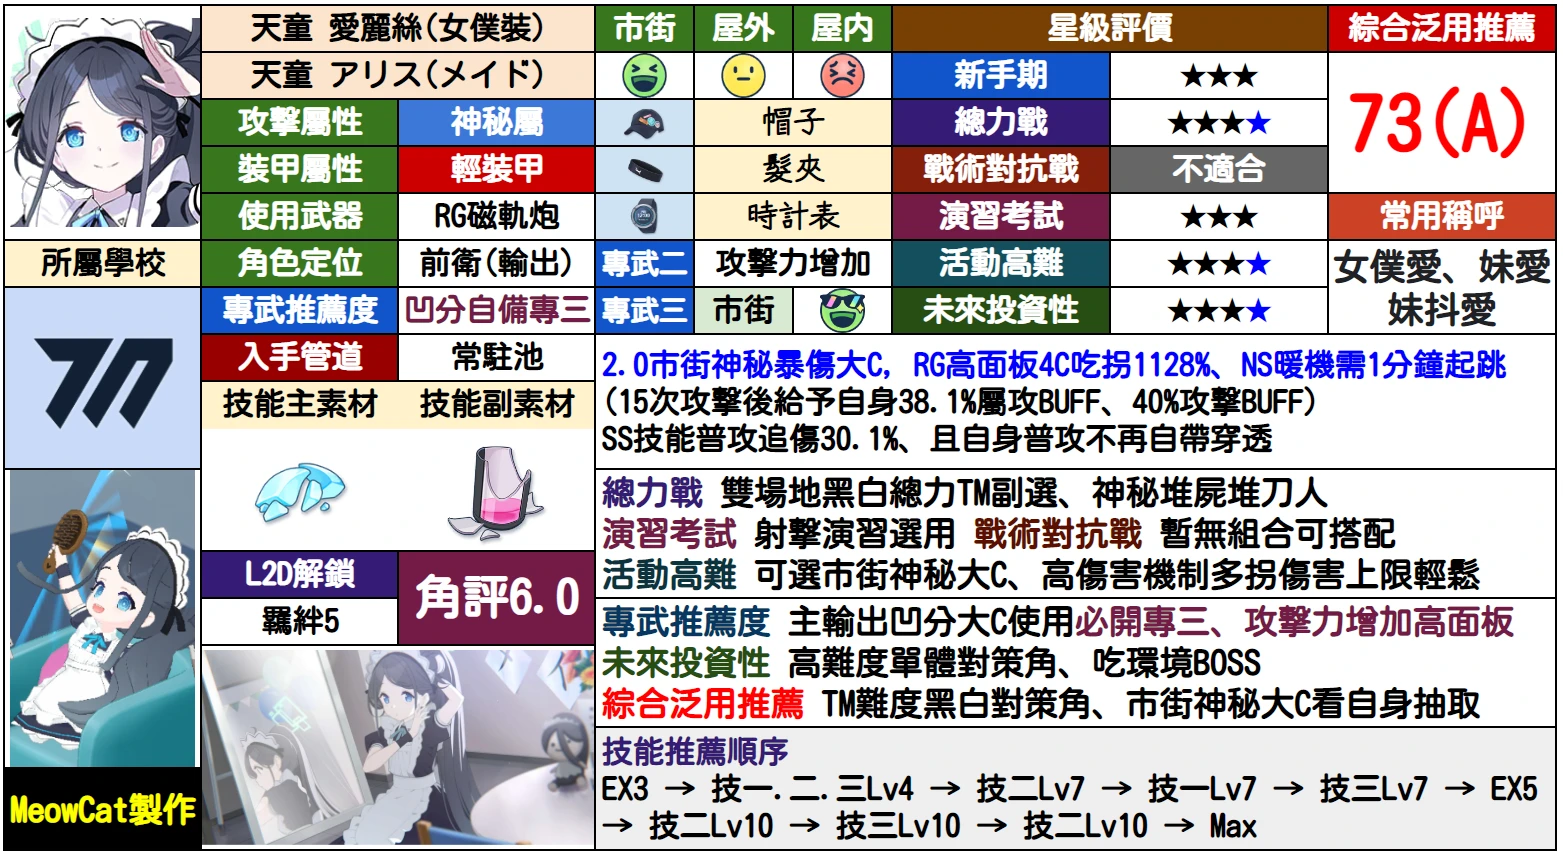 天童 愛麗絲(女僕裝)
天童 アリス(メイド)
市街 屋外 屋内
星級評價
綜合泛用推薦
新手期 ★★★
73(A)
攻擊屬性 神秘屬
帽子
總力戰 ★★★★
裝甲屬性 輕裝甲
髮夾
戰術對抗戰 不適合
使用武器 RG磁軌炮
時計表
演習考試 ★★★
常用稱呼
所屬學校
角色定位 前衛(輸出)
專武二 攻擊力增加
活動高難 ★★★★
女僕愛、妹愛
妹抖愛
專武推薦度 凹分自備專三
專武三 市街
未來投資性 ★★★★
入手管道 常駐池
技能主素材 技能副素材
2.0市街神秘暴傷大C, RG高面板4C吃拐1128%、NS暖機需1分鐘起跳
(15次攻擊後給予自身38.1%屬攻BUFF、40%攻擊BUFF)
SS技能普攻追傷30.1%、且自身普攻不再自帶穿透
總力戰 雙場地黑白總力TM副選、神秘堆屍堆刀人
演習考試 射擊演習選用 戰術對抗戰 暫無組合可搭配
活動高難 可選市街神秘大C、高傷害機制多拐傷害上限輕鬆
L2D解鎖
羈絆5
角評6.0
專武推薦度 主輸出凹分大C使用必開專三、攻擊力增加高面板
未來投資性 高難度單體對策角、吃環境BOSS
綜合泛用推薦 TM難度黑白對策角、市街神秘大C看自身抽取
技能推薦順序
EX3 → 技一.二.三Lv4 → 技二Lv7 → 技一Lv7 → 技三Lv7 → EX5
→ 技二Lv10 → 技三Lv10 → 技二Lv10 → Max
MeowCat製作